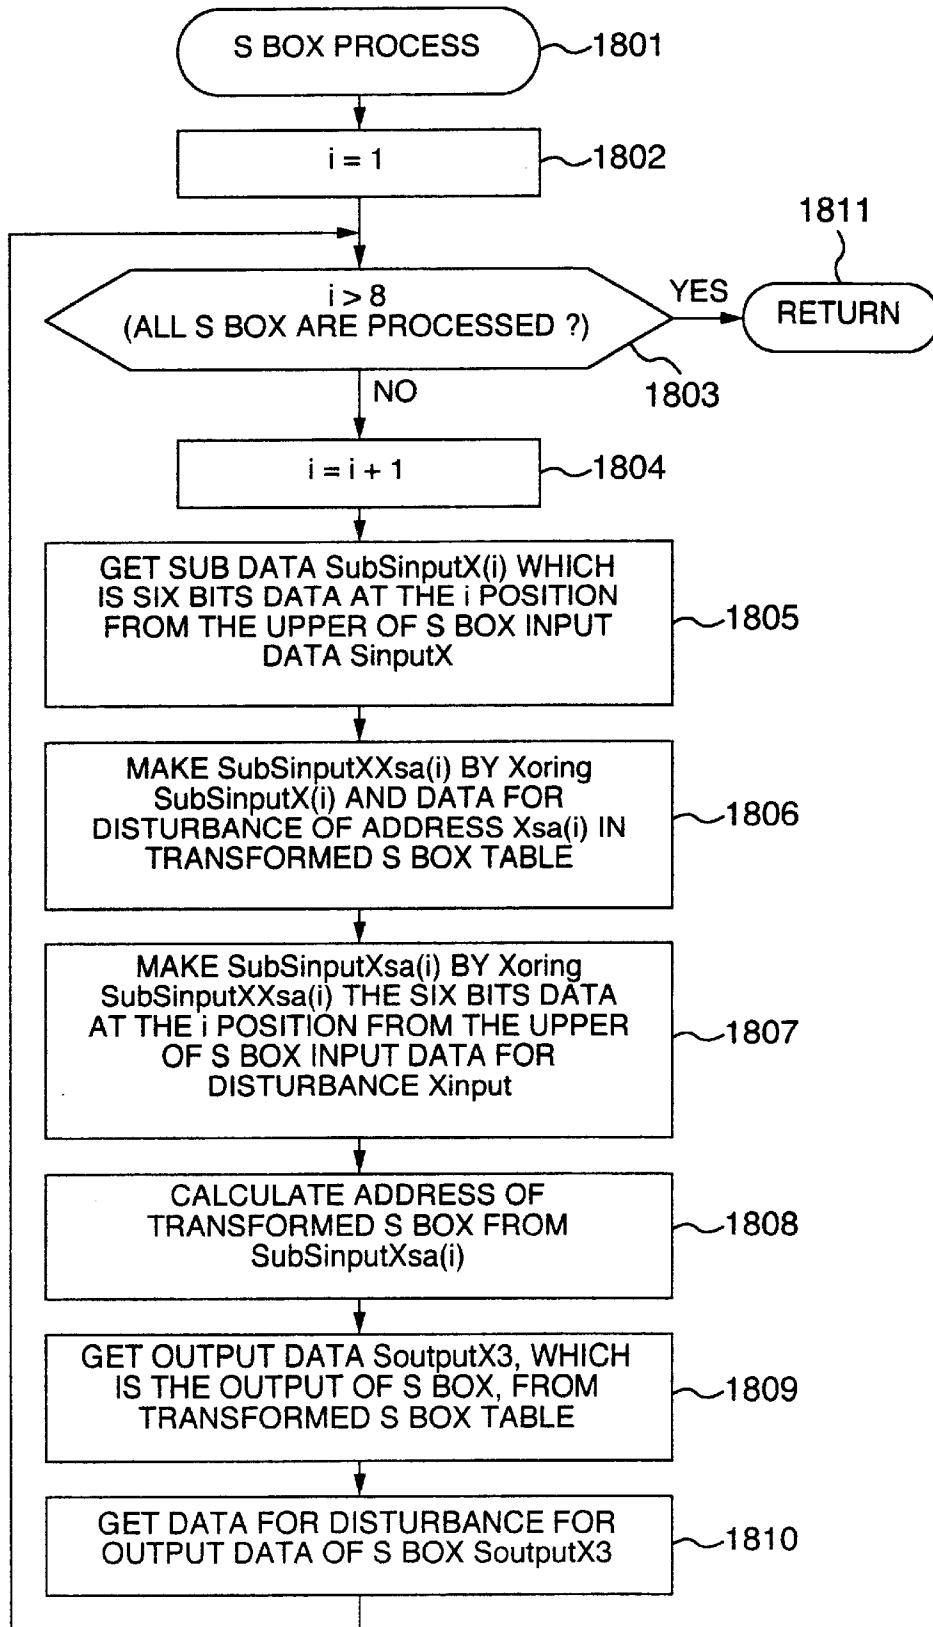 S BOX PROCESS
1801
i = 1
1802
1811
i > 8
(ALL S BOX ARE PROCESSED ?)
YES
RETURN
1803
NO
i = i + 1
1804
GET SUB DATA SubSinputX(i) WHICH
IS SIX BITS DATA AT THE i POSITION
FROM THE UPPER OF S BOX INPUT
DATA SinputX
1805
MAKE SubSinputXXsa(i) BY Xoring
SubSinputX(i) AND DATA FOR
DISTURBANCE OF ADDRESS Xsa(i) IN
TRANSFORMED S BOX TABLE
1806
MAKE SubSinputXsa(i) BY Xoring
SubSinputXXsa(i) THE SIX BITS DATA
AT THE i POSITION FROM THE UPPER
OF S BOX INPUT DATA FOR
DISTURBANCE Xinput
1807
CALCULATE ADDRESS OF
TRANSFORMED S BOX FROM
SubSinputXsa(i)
1808
GET OUTPUT DATA SoutputX3, WHICH
IS THE OUTPUT OF S BOX, FROM
TRANSFORMED S BOX TABLE
1809
GET DATA FOR DISTURBANCE FOR
OUTPUT DATA OF S BOX SoutputX3
1810